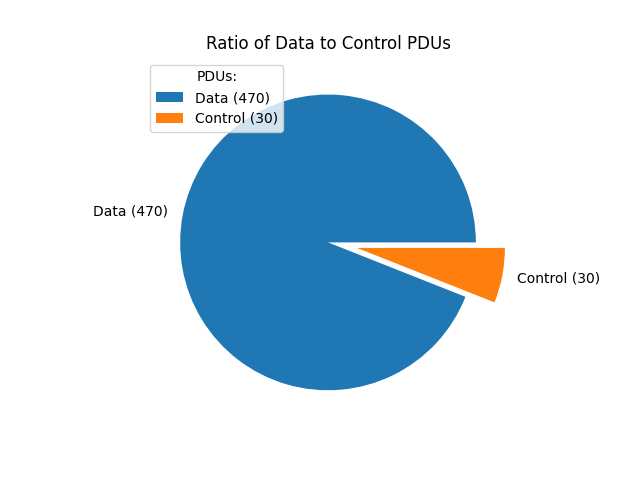 Ratio of Data to Control PDUs
PDUs:
Data (470)
Control (30)
Data (470)
Control (30)